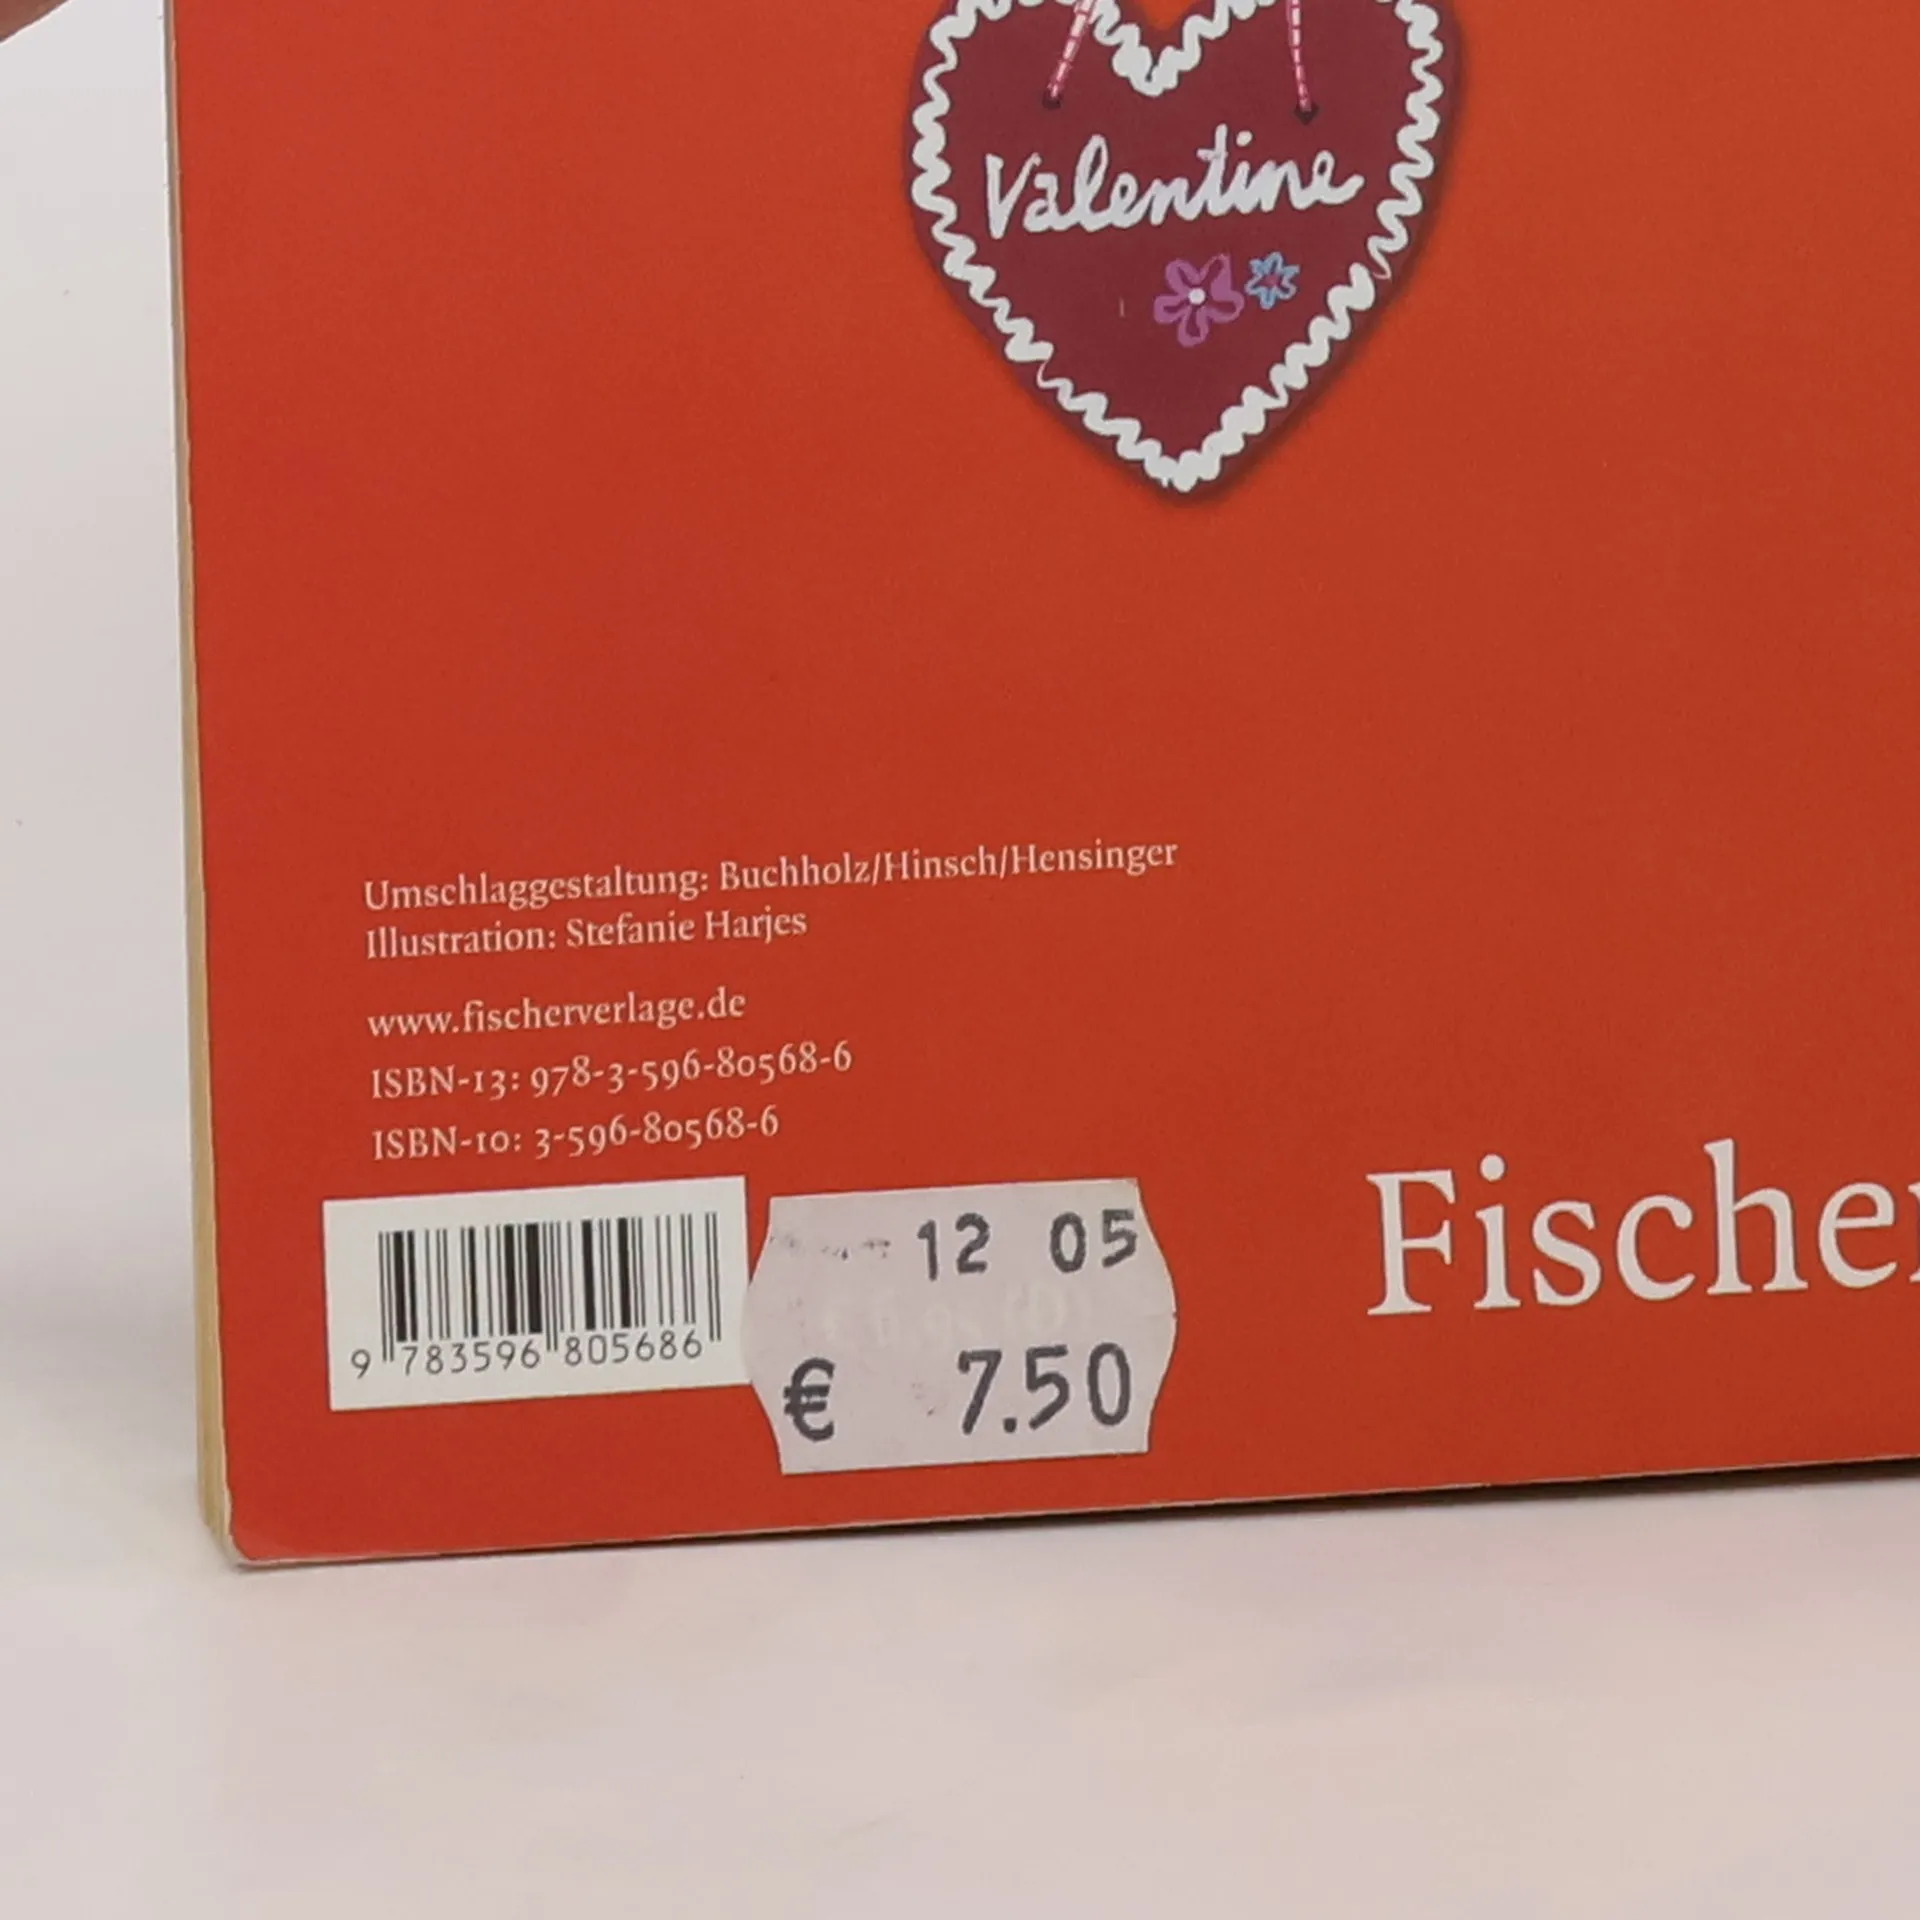 Valentine
Umschlaggestaltung: Buchholz/Hinsch/Hensinger
Illustration: Stefanie Harjes
www.fischerverlage.de
ISBN-13: 978-3-596-80568-6
ISBN-10: 3-596-80568-6
9 783596 805686
12 05
€ 7.50
Fischer